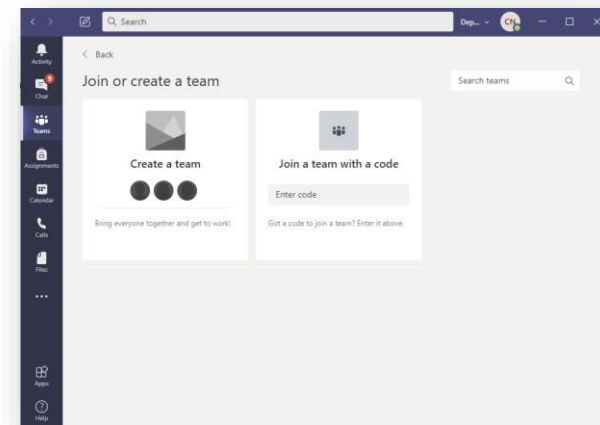 Search
Dep...
CN
Activity
9
Chat
Teams
Assignments
Calendar
Calls
Files
...
Apps
Help
Back
Join or create a team
Search teams
Create a team
Bring everyone together and get to work!
Join a team with a code
Enter code
Got a code to join a team? Enter it above.